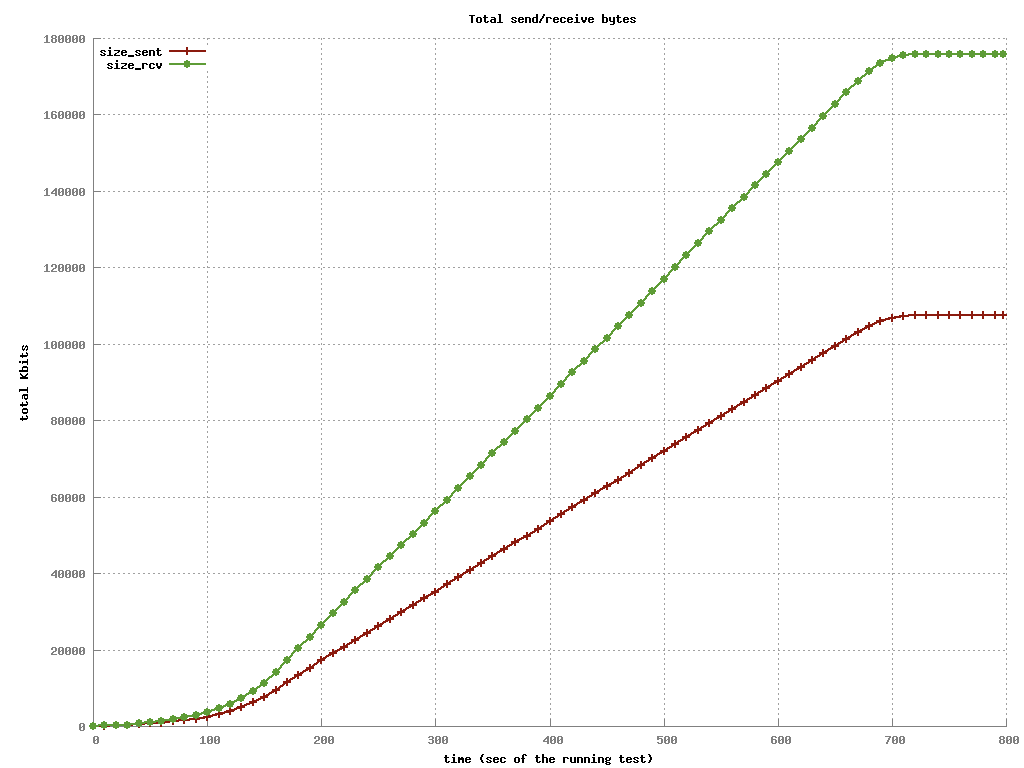 Total send/receive bytes
size_sent
size_rcv
180000
160000
140000
120000
100000
80000
60000
40000
20000
0
total Kbits
0 100 200 300 400 500 600 700 800
time (sec of the running test)